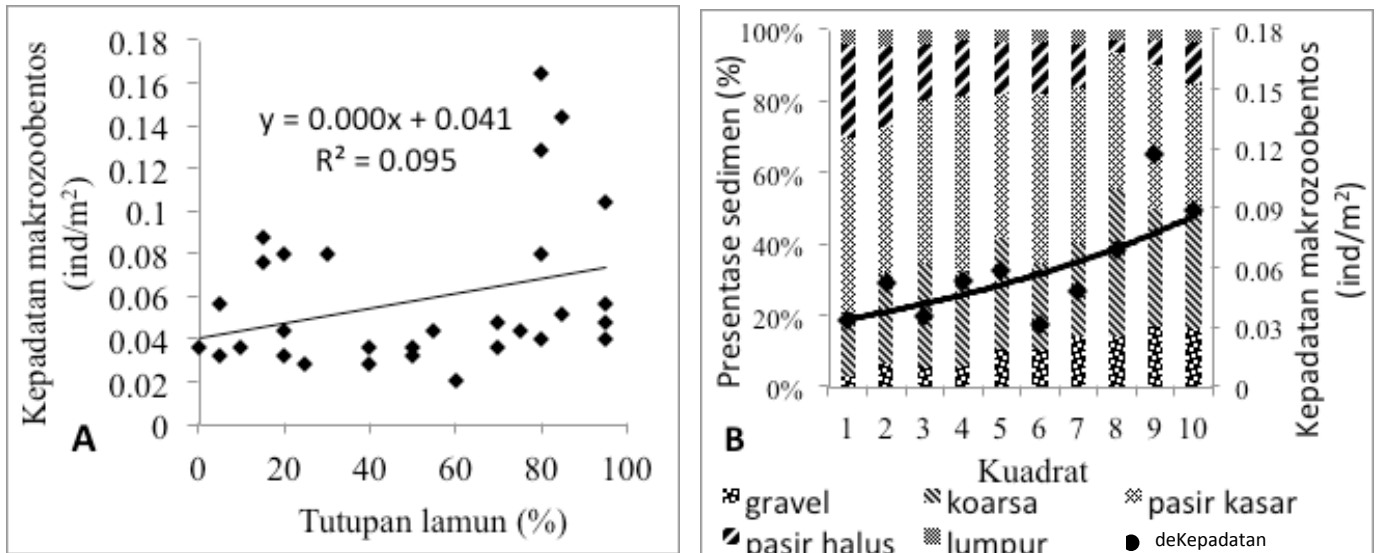 0.18
0.16
0.14
0.12
0.1
0.08
0.06
0.04
0.02
0
Kepadatan makrozoobentos
(ind/m²)
y = 0.000x + 0.041
R² = 0.095
A
0 20 40 60 80 100
Tutupan lamun (%)
100%
80%
60%
40%
20%
0%
Presentase sedimen (%)
0.18
0.15
0.12
0.09
0.06
0.03
0
Kepadatan makrozoobentos
(ind/m²)
B
1 2 3 4 5 6 7 8 9 10
Kuadrat
gravel koarsa pasir kasar
pasir halus lumpur deKepadatan